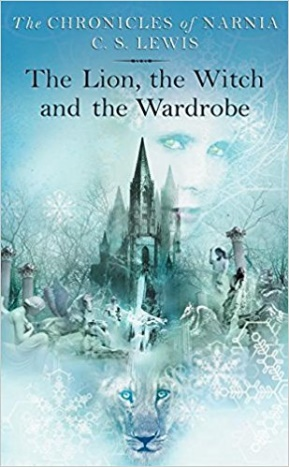 The CHRONICLES of NARNIA
C. S. LEWIS
The Lion, the Witch
and the Wardrobe